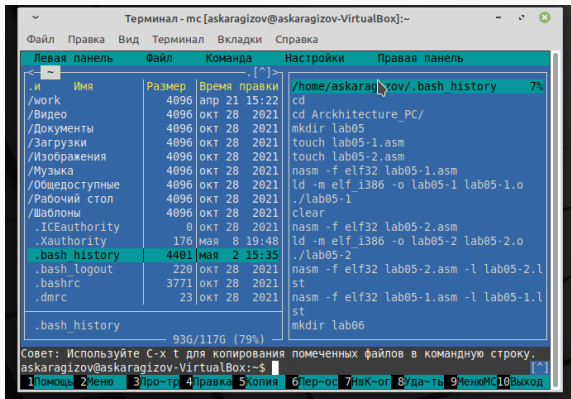 Терминал - mc [askaragizov@askaragizov-VirtualBox]:~
Файл Правка Вид Терминал Вкладки Справка
Левая панель Файл Команда Настройки Правая панель
<- ~ .[^]>
.и Имя Размер Время правки
/work 4096 апр 21 15:22
/Видео 4096 окт 28 2021
/Документы 4096 окт 28 2021
/Загрузки 4096 окт 28 2021
/Изображения 4096 окт 28 2021
/Музыка 4096 окт 28 2021
/Общедоступные 4096 окт 28 2021
/Рабочий стол 4096 окт 28 2021
/Шаблоны 4096 окт 28 2021
.ICEauthority 0 окт 28 2021
.Xauthority 176 мая 8 19:48
.bash_history 4401 мая 2 15:35
.bash_logout 220 окт 28 2021
.bashrc 3771 окт 28 2021
.dmrc 23 окт 28 2021
.bash_history
93G/117G (79%)
/home/askaragizov/.bash_history 7%
cd
cd Arckhitecture_PC/
mkdir lab05
touch lab05-1.asm
touch lab05-2.asm
nasm -f elf32 lab05-1.asm
ld -m elf_i386 -o lab05-1 lab05-1.o
./lab05-1
clear
nasm -f elf32 lab05-2.asm
ld -m elf_i386 -o lab05-2 lab05-2.o
./lab05-2
nasm -f elf32 lab05-2.asm -l lab05-2.l
st
nasm -f elf32 lab05-1.asm -l lab05-1.l
st
mkdir lab06
Совет: Используйте C-x t для копирования помеченных файлов в командную строку.
askaragizov@askaragizov-VirtualBox:~$ [^]
1Помощь 2Меню 3Про~тр 4Правка 5Копия 6Пер~ос 7НвК~ог 8Уда~ть 9МенюМС 10Выход